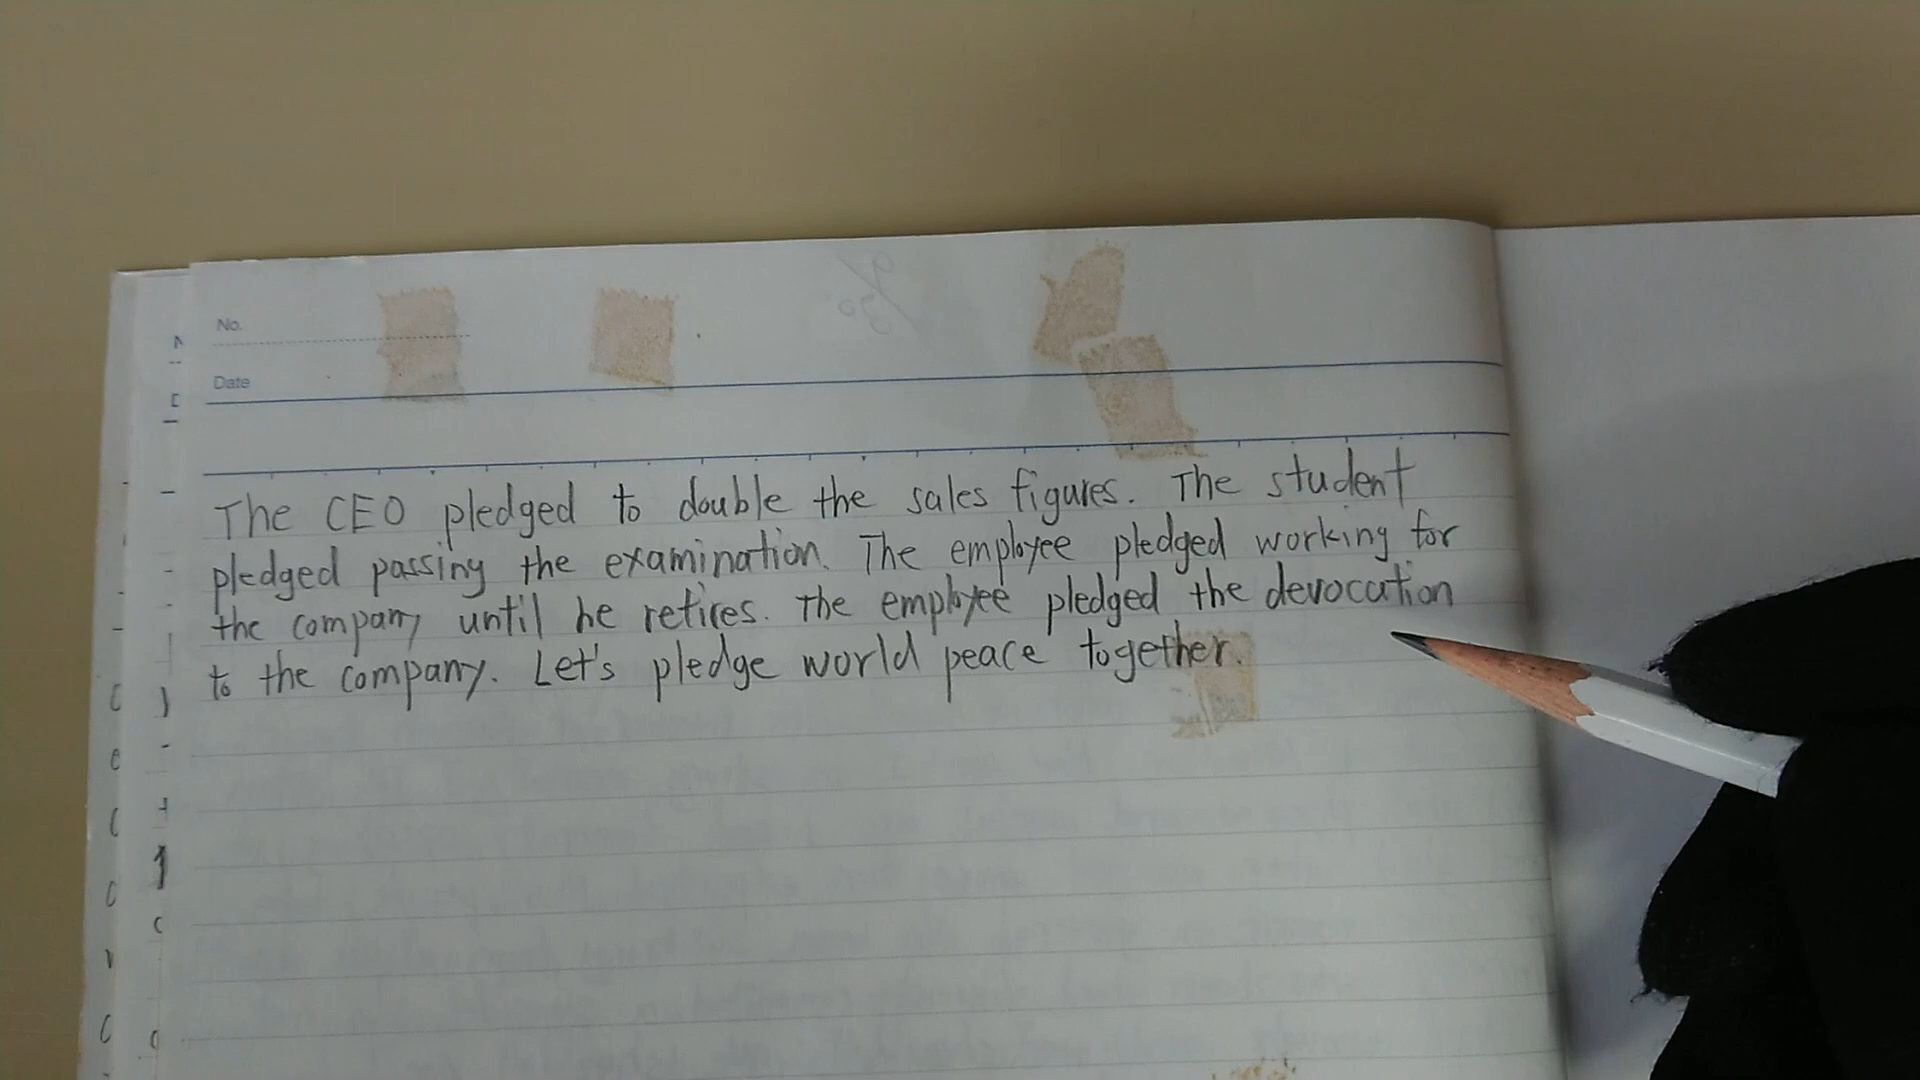 No.
Date
The CEO pledged to double the sales figures. The student
pledged passing the examination. The employee pledged working for
the company until he retires. The employee pledged the devocation
to the company. Let's pledge world peace together.